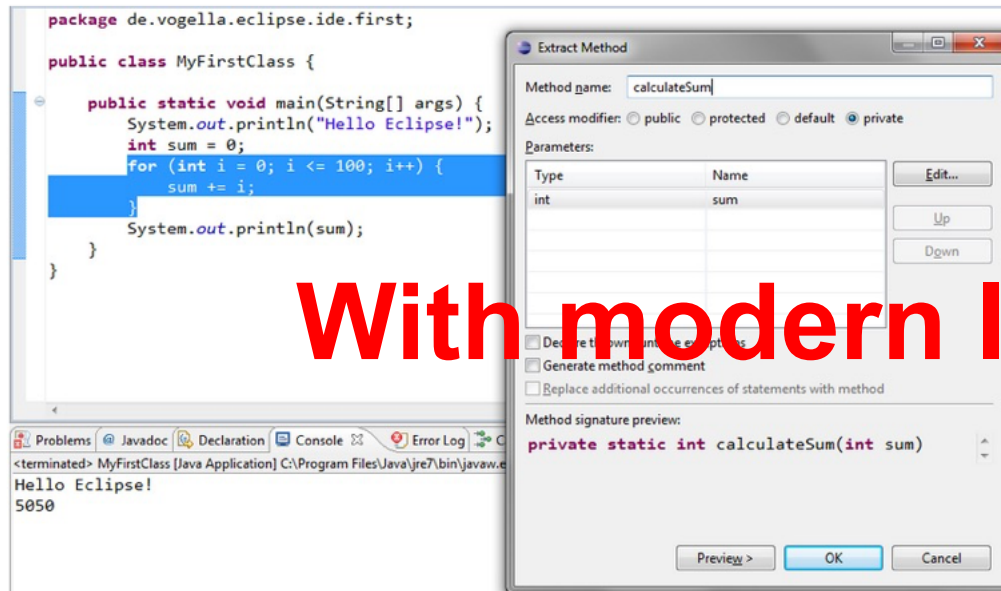 package de.vogella.eclipse.ide.first;
public class MyFirstClass {
public static void main(String[] args) {
System.out.println("Hello Eclipse!");
int sum = 0;
for (int i = 0; i <= 100; i++) {
sum += i;
}
System.out.println(sum);
}
}
Extract Method
Method name: calculateSum
Access modifier: public protected default private
Parameters:
Type Name
int sum
Edit...
Up
Down
With modern
Generate method comment
Replace additional occurrences of statements with method
Method signature preview:
private static int calculateSum(int sum)
Preview > OK Cancel
Problems @ Javadoc Declaration Console Error Log
<terminated> MyFirstClass [Java Application] C:\Program Files\Java\jre7\bin\javaw.e
Hello Eclipse!
5050